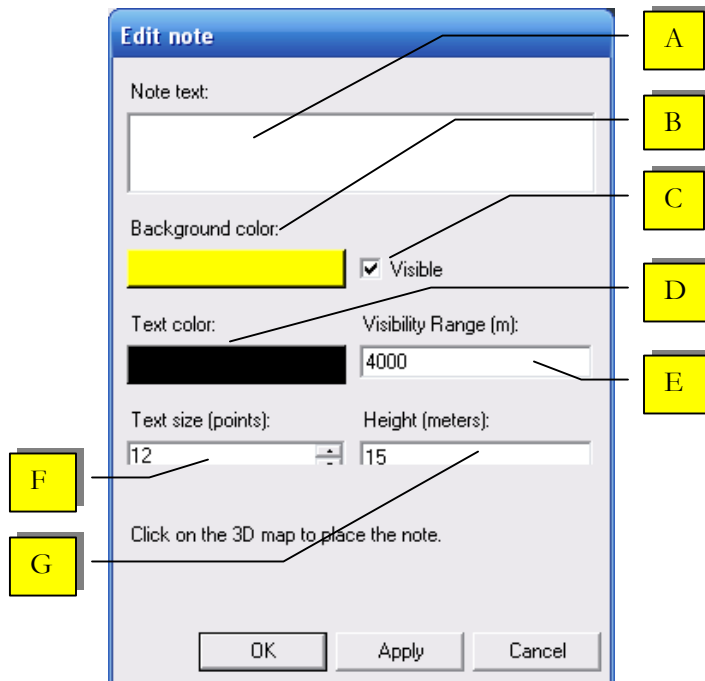 Edit note
A
Note text:
B
C
Background color:
Visible
D
Text color: Visibility Range (m):
4000
E
Text size (points): Height (meters):
12 15
F
Click on the 3D map to place the note.
G
OK Apply Cancel